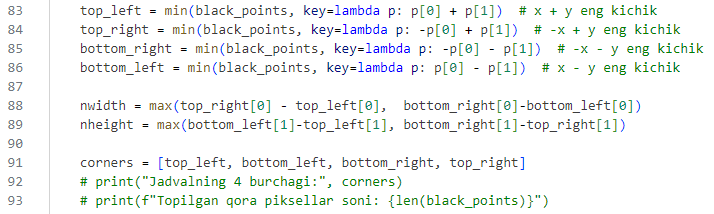 83 top_left = min(black_points, key=lambda p: p[0] + p[1])  # x + y eng kichik
84 top_right = min(black_points, key=lambda p: -p[0] + p[1])  # -x + y eng kichik
85 bottom_right = min(black_points, key=lambda p: -p[0] - p[1])  # -x - y eng kichik
86 bottom_left = min(black_points, key=lambda p: p[0] - p[1])  # x - y eng kichik
87
88 nwidth = max(top_right[0] - top_left[0],  bottom_right[0]-bottom_left[0])
89 nheight = max(bottom_left[1]-top_left[1], bottom_right[1]-top_right[1])
90
91 corners = [top_left, bottom_left, bottom_right, top_right]
92 # print("Jadvalning 4 burchagi:", corners)
93 # print(f"Topilgan qora piksellar soni: {len(black_points)}")